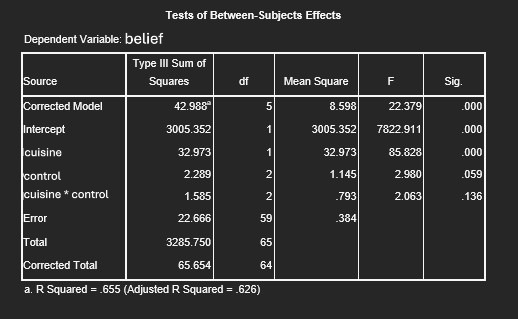 Tests of Between-Subjects Effects
Dependent Variable: belief
Source Type III Sum of Squares df Mean Square F Sig.
Corrected Model 42.988a 5 8.598 22.379 .000
Intercept 3005.352 1 3005.352 7822.911 .000
cuisine 32.973 1 32.973 85.828 .000
control 2.289 2 1.145 2.980 .059
cuisine * control 1.585 2 .793 2.063 .136
Error 22.666 59 .384
Total 3285.750 65
Corrected Total 65.654 64
a. R Squared = .655 (Adjusted R Squared = .626)